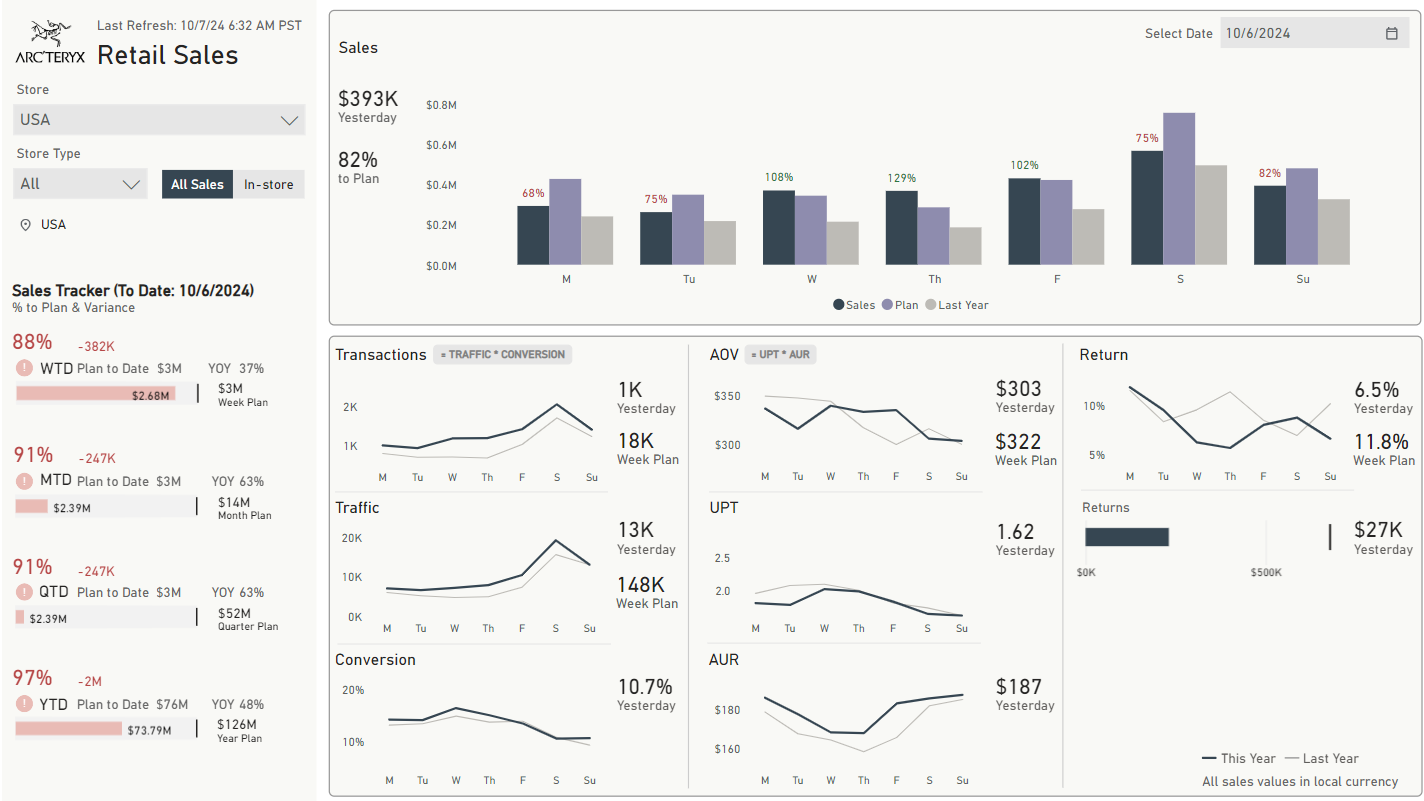 Last Refresh: 10/7/24 6:32 AM PST
ARC'TERYX
Retail Sales
Store
USA
Store Type
All
All Sales
In-store
USA
Sales Tracker (To Date: 10/6/2024)
% to Plan & Variance
88%
-382K
! WTD Plan to Date $3M YOY 37%
$2.68M
$3M
Week Plan
91%
-247K
! MTD Plan to Date $3M YOY 63%
$2.39M
$14M
Month Plan
91%
-247K
! QTD Plan to Date $3M YOY 63%
$2.39M
$52M
Quarter Plan
97%
-2M
! YTD Plan to Date $76M YOY 48%
$73.79M
$126M
Year Plan
Sales
Select Date
10/6/2024
$393K
Yesterday
82%
to Plan
$0.8M
$0.6M
$0.4M
$0.2M
$0.0M
68%
75%
108%
129%
102%
75%
82%
M Tu W Th F S Su
Sales Plan Last Year
Transactions
= TRAFFIC * CONVERSION
2K
1K
M Tu W Th F S Su
1K
Yesterday
18K
Week Plan
Traffic
20K
10K
0K
M Tu W Th F S Su
13K
Yesterday
148K
Week Plan
Conversion
20%
10%
M Tu W Th F S Su
10.7%
Yesterday
AOV
= UPT * AUR
$350
$300
M Tu W Th F S Su
$303
Yesterday
$322
Week Plan
UPT
2.5
2.0
M Tu W Th F S Su
1.62
Yesterday
AUR
$180
$160
M Tu W Th F S Su
$187
Yesterday
Return
10%
5%
M Tu W Th F S Su
6.5%
Yesterday
11.8%
Week Plan
Returns
$0K
$500K
$27K
Yesterday
This Year Last Year
All sales values in local currency